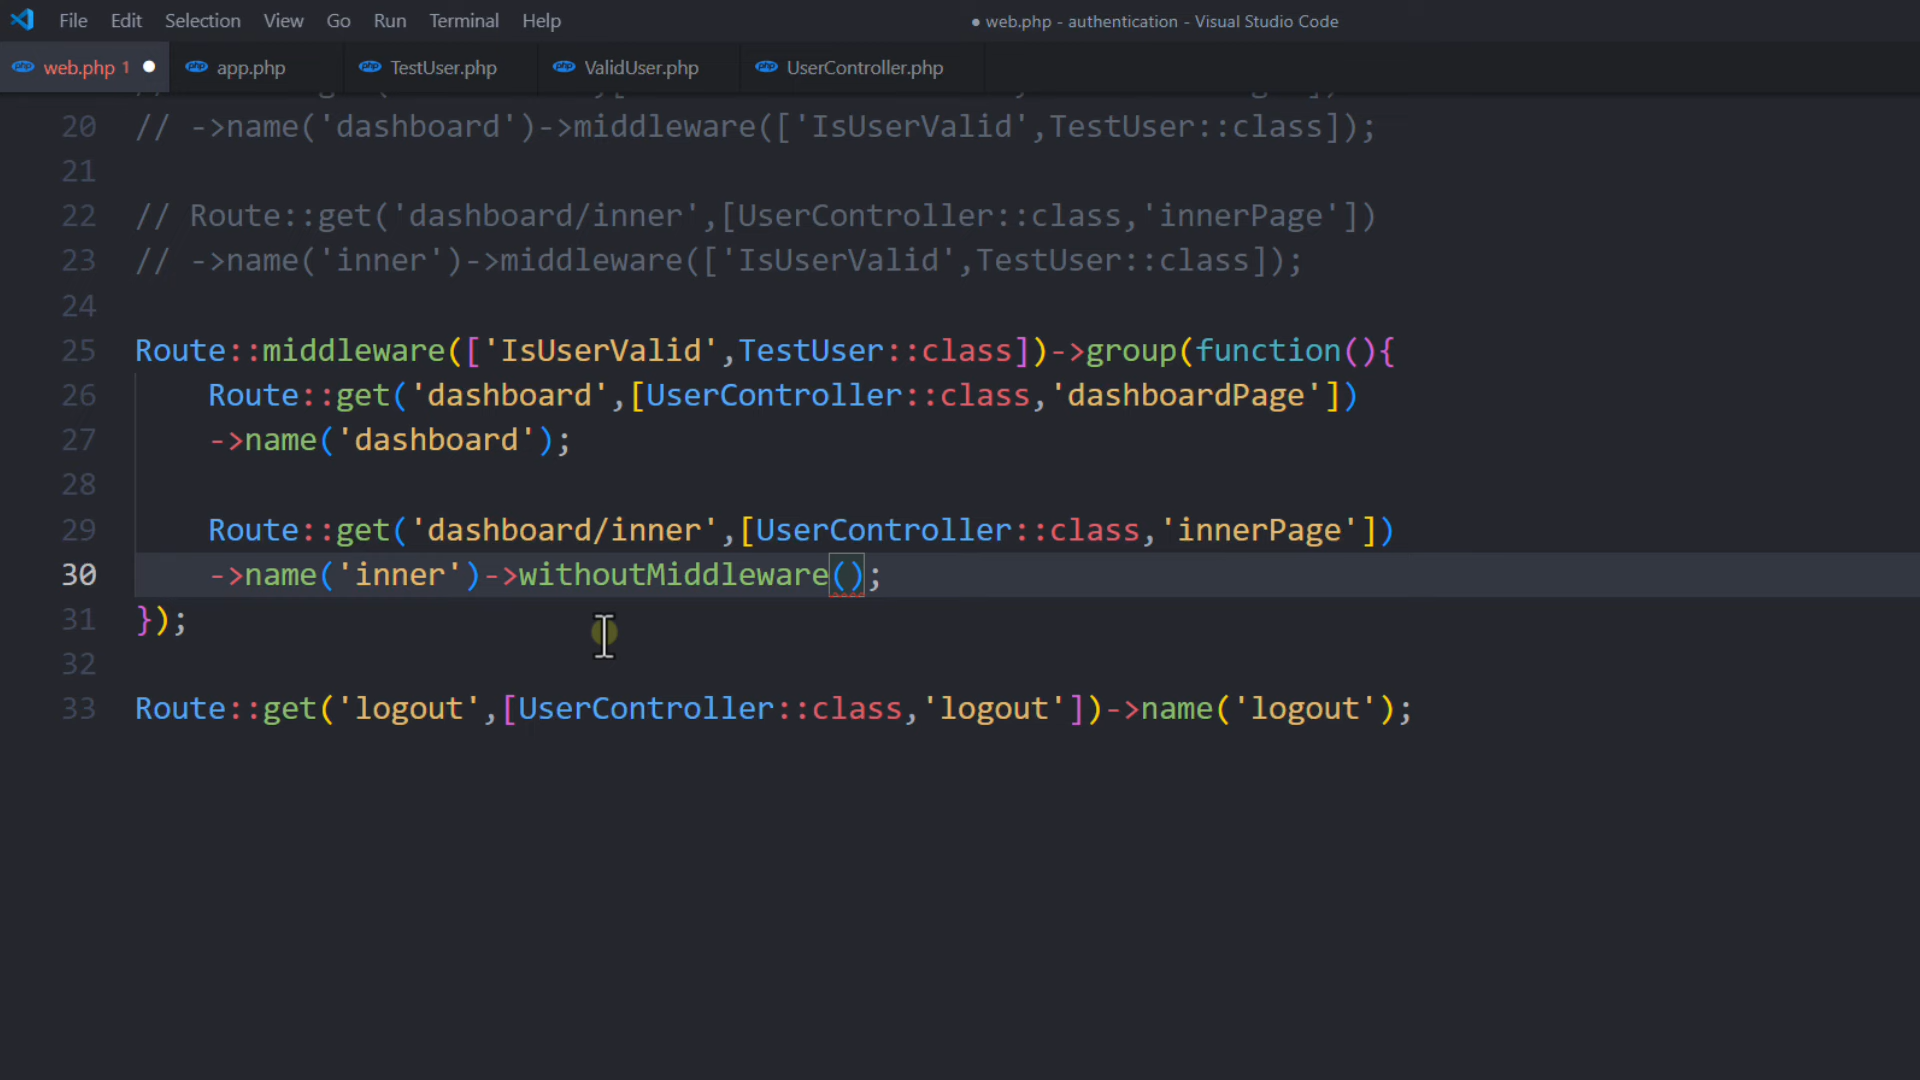 File Edit Selection View Go Run Terminal Help
● web.php - authentication - Visual Studio Code
web.php 1 ● app.php TestUser.php ValidUser.php UserController.php
20 // ->name('dashboard')->middleware(['IsUserValid',TestUser::class]);
21
22 // Route::get('dashboard/inner',[UserController::class,'innerPage'])
23 // ->name('inner')->middleware(['IsUserValid',TestUser::class]);
24
25 Route::middleware(['IsUserValid',TestUser::class])->group(function(){
26 Route::get('dashboard',[UserController::class,'dashboardPage'])
27 ->name('dashboard');
28
29 Route::get('dashboard/inner',[UserController::class,'innerPage'])
30 ->name('inner')->withoutMiddleware();
31 });
32
33 Route::get('logout',[UserController::class,'logout'])->name('logout');